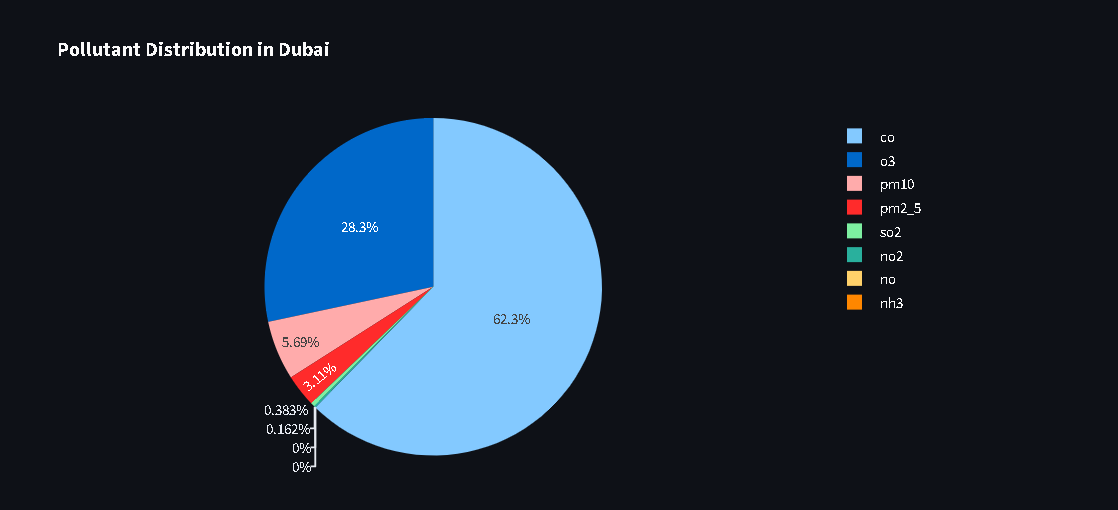 Pollutant Distribution in Dubai
co
o3
pm10
pm2_5
so2
no2
no
nh3
28.3%
62.3%
5.69%
3.11%
0.383%
0.162%
0%
0%